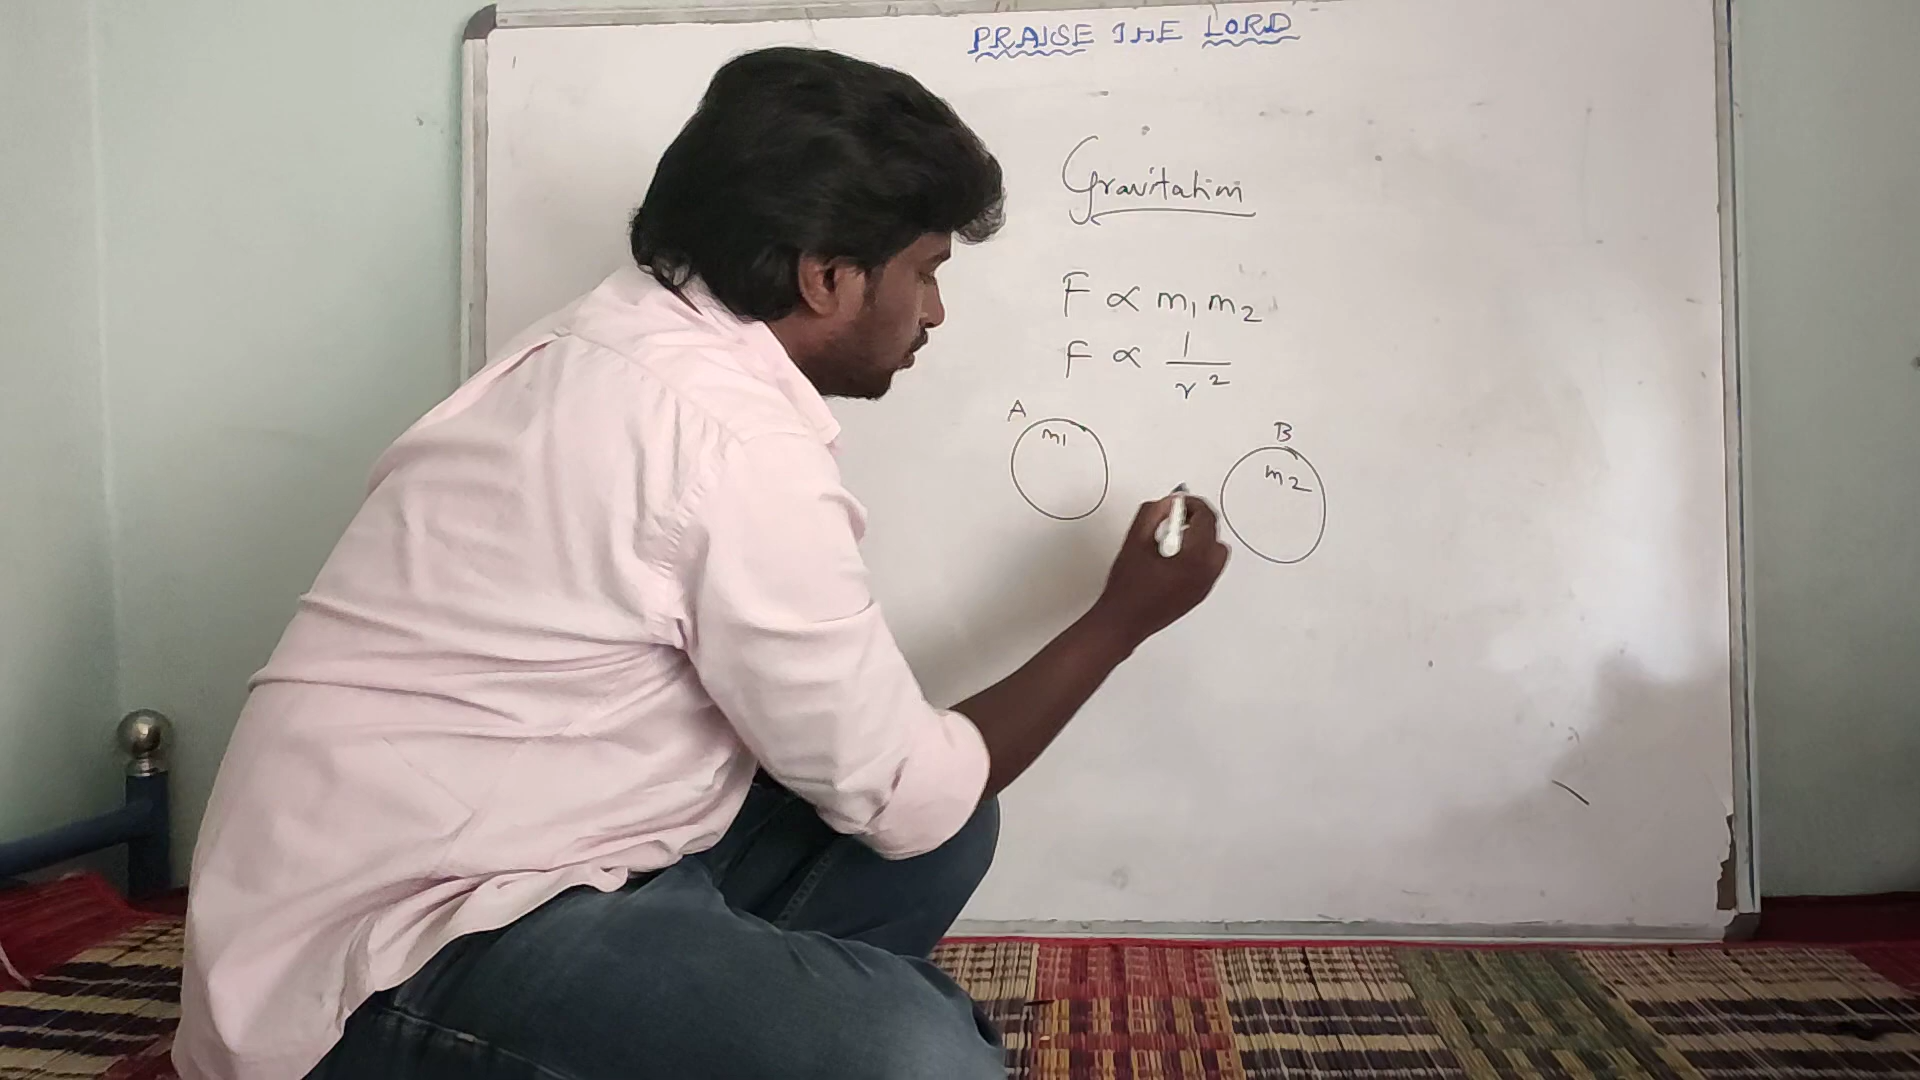 PRAISE THE LORD
Gravitation
F ∝ m₁ m₂
F ∝ 1/r²
A
m₁
B
m₂